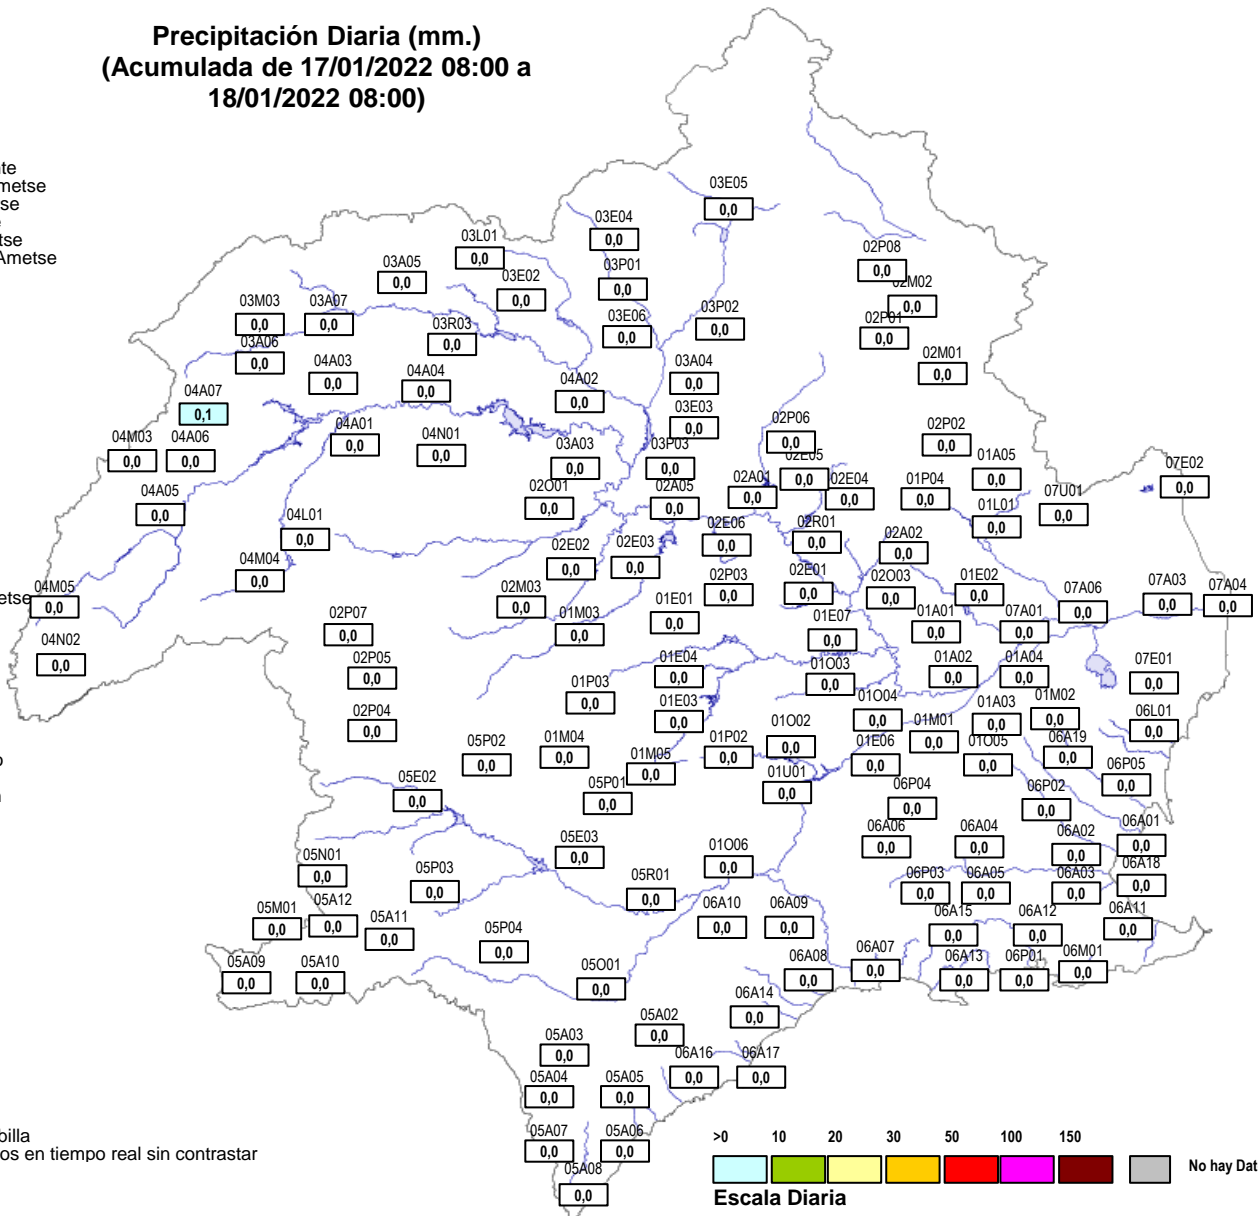 Precipitación Diaria (mm.)
(Acumulada de 17/01/2022 08:00 a
18/01/2022 08:00)
03E05
0,0
03E04
0,0
03L01
0,0
02P08
0,0
03A05
0,0
03P01
0,0
03E02
0,0
02M02
0,0
03M03
0,0
03A07
0,0
03P02
0,0
03R03
0,0
03E06
0,0
02P01
0,0
03A06
0,0
04A03
0,0
04A04
0,0
04A02
0,0
03A04
0,0
02M01
0,0
04A07
0,1
03E03
0,0
04A01
0,0
04N01
0,0
02P06
0,0
02P02
0,0
04M03
0,0
04A06
0,0
03A03
0,0
03P03
0,0
02E05
0,0
01A05
0,0
07E02
0,0
04A05
0,0
02O01
0,0
02A05
0,0
02A01
0,0
02E04
0,0
01P04
0,0
07U01
0,0
04L01
0,0
01L01
0,0
02E06
0,0
02R01
0,0
02A02
0,0
04M04
0,0
02E02
0,0
02E03
0,0
04M05
0,0
02M03
0,0
02P03
0,0
02E01
0,0
02O03
0,0
01E02
0,0
07A06
0,0
07A03
0,0
07A04
0,0
02P07
0,0
01M03
0,0
01E01
0,0
01E07
0,0
01A01
0,0
07A01
0,0
04N02
0,0
02P05
0,0
01E04
0,0
01O03
0,0
01A02
0,0
01A04
0,0
07E01
0,0
01P03
0,0
02P04
0,0
01E03
0,0
01O04
0,0
01A03
0,0
01M02
0,0
06L01
0,0
05P02
0,0
01M04
0,0
01M05
0,0
01P02
0,0
01O02
0,0
01E06
0,0
01M01
0,0
01O05
0,0
06A19
0,0
05E02
0,0
05P01
0,0
01U01
0,0
06P04
0,0
06P02
0,0
06P05
0,0
05E03
0,0
01O06
0,0
06A06
0,0
06A04
0,0
06A02
0,0
06A01
0,0
05N01
0,0
05P03
0,0
05R01
0,0
06P03
0,0
06A05
0,0
06A03
0,0
06A18
0,0
05M01
0,0
05A12
0,0
05A11
0,0
06A10
0,0
06A09
0,0
06A15
0,0
06A12
0,0
06A11
0,0
05P04
0,0
05A09
0,0
05A10
0,0
05O01
0,0
06A08
0,0
06A07
0,0
06A13
0,0
06P01
0,0
06M01
0,0
06A14
0,0
05A02
0,0
05A03
0,0
06A16
0,0
06A17
0,0
05A04
0,0
05A05
0,0
05A07
0,0
05A06
0,0
05A08
0,0
nte
Ametse
tse
e
etse
Ametse
etse
o
n
billa
os en tiempo real sin contrastar
>0 10 20 30 50 100 150
No hay Dat
Escala Diaria